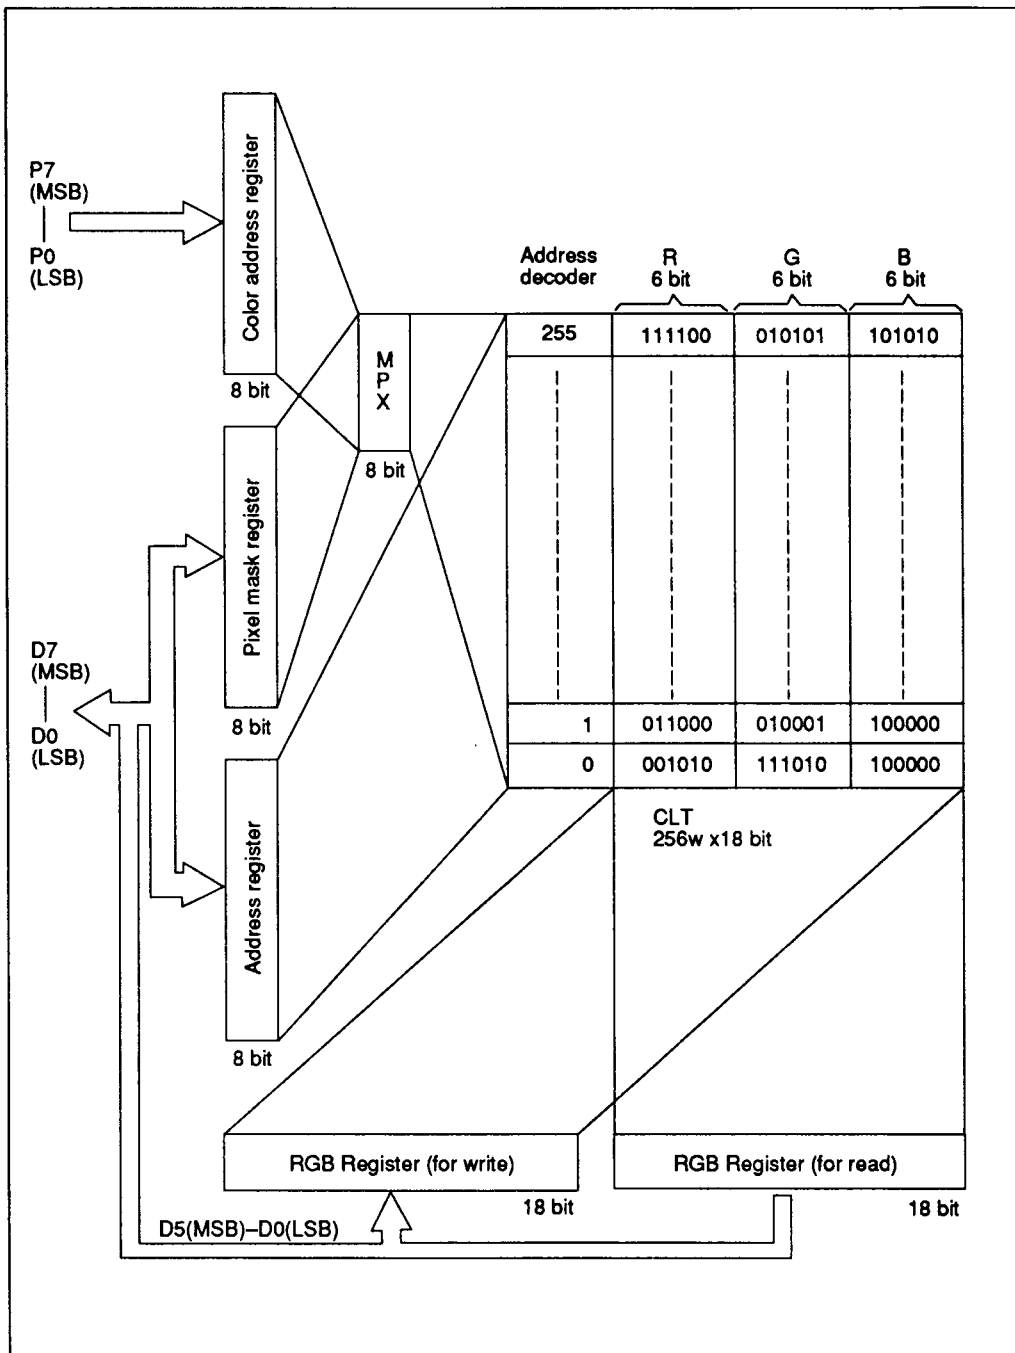 P7
(MSB)
P0
(LSB)
Color address register
8 bit
M
P
X
8 bit
Pixel mask register
8 bit
D7
(MSB)
D0
(LSB)
Address register
8 bit
Address decoder R 6 bit G 6 bit B 6 bit
255 111100 010101 101010
1 011000 010001 100000
0 001010 111010 100000
CLT
256w x18 bit
RGB Register (for write)
18 bit
RGB Register (for read)
18 bit
D5(MSB)–D0(LSB)